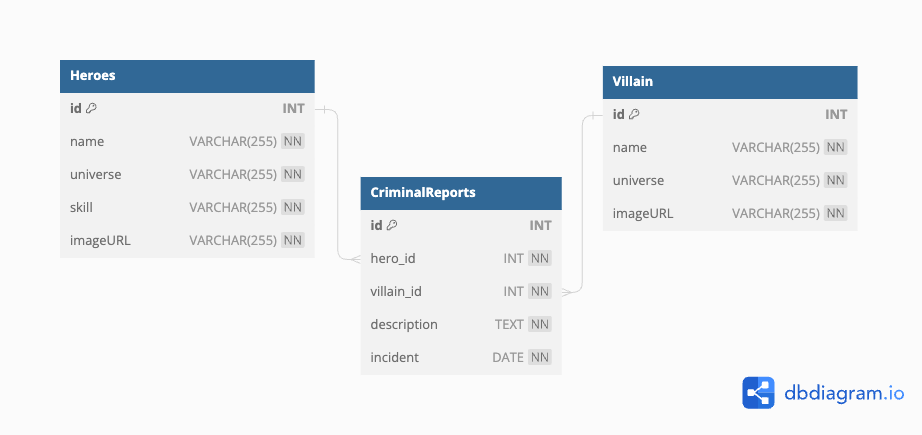 Heroes
id INT
name VARCHAR(255) NN
universe VARCHAR(255) NN
skill VARCHAR(255) NN
imageURL VARCHAR(255) NN
CriminalReports
id INT
hero_id INT NN
villain_id INT NN
description TEXT NN
incident DATE NN
Villain
id INT
name VARCHAR(255) NN
universe VARCHAR(255) NN
imageURL VARCHAR(255) NN
dbdiagram.io